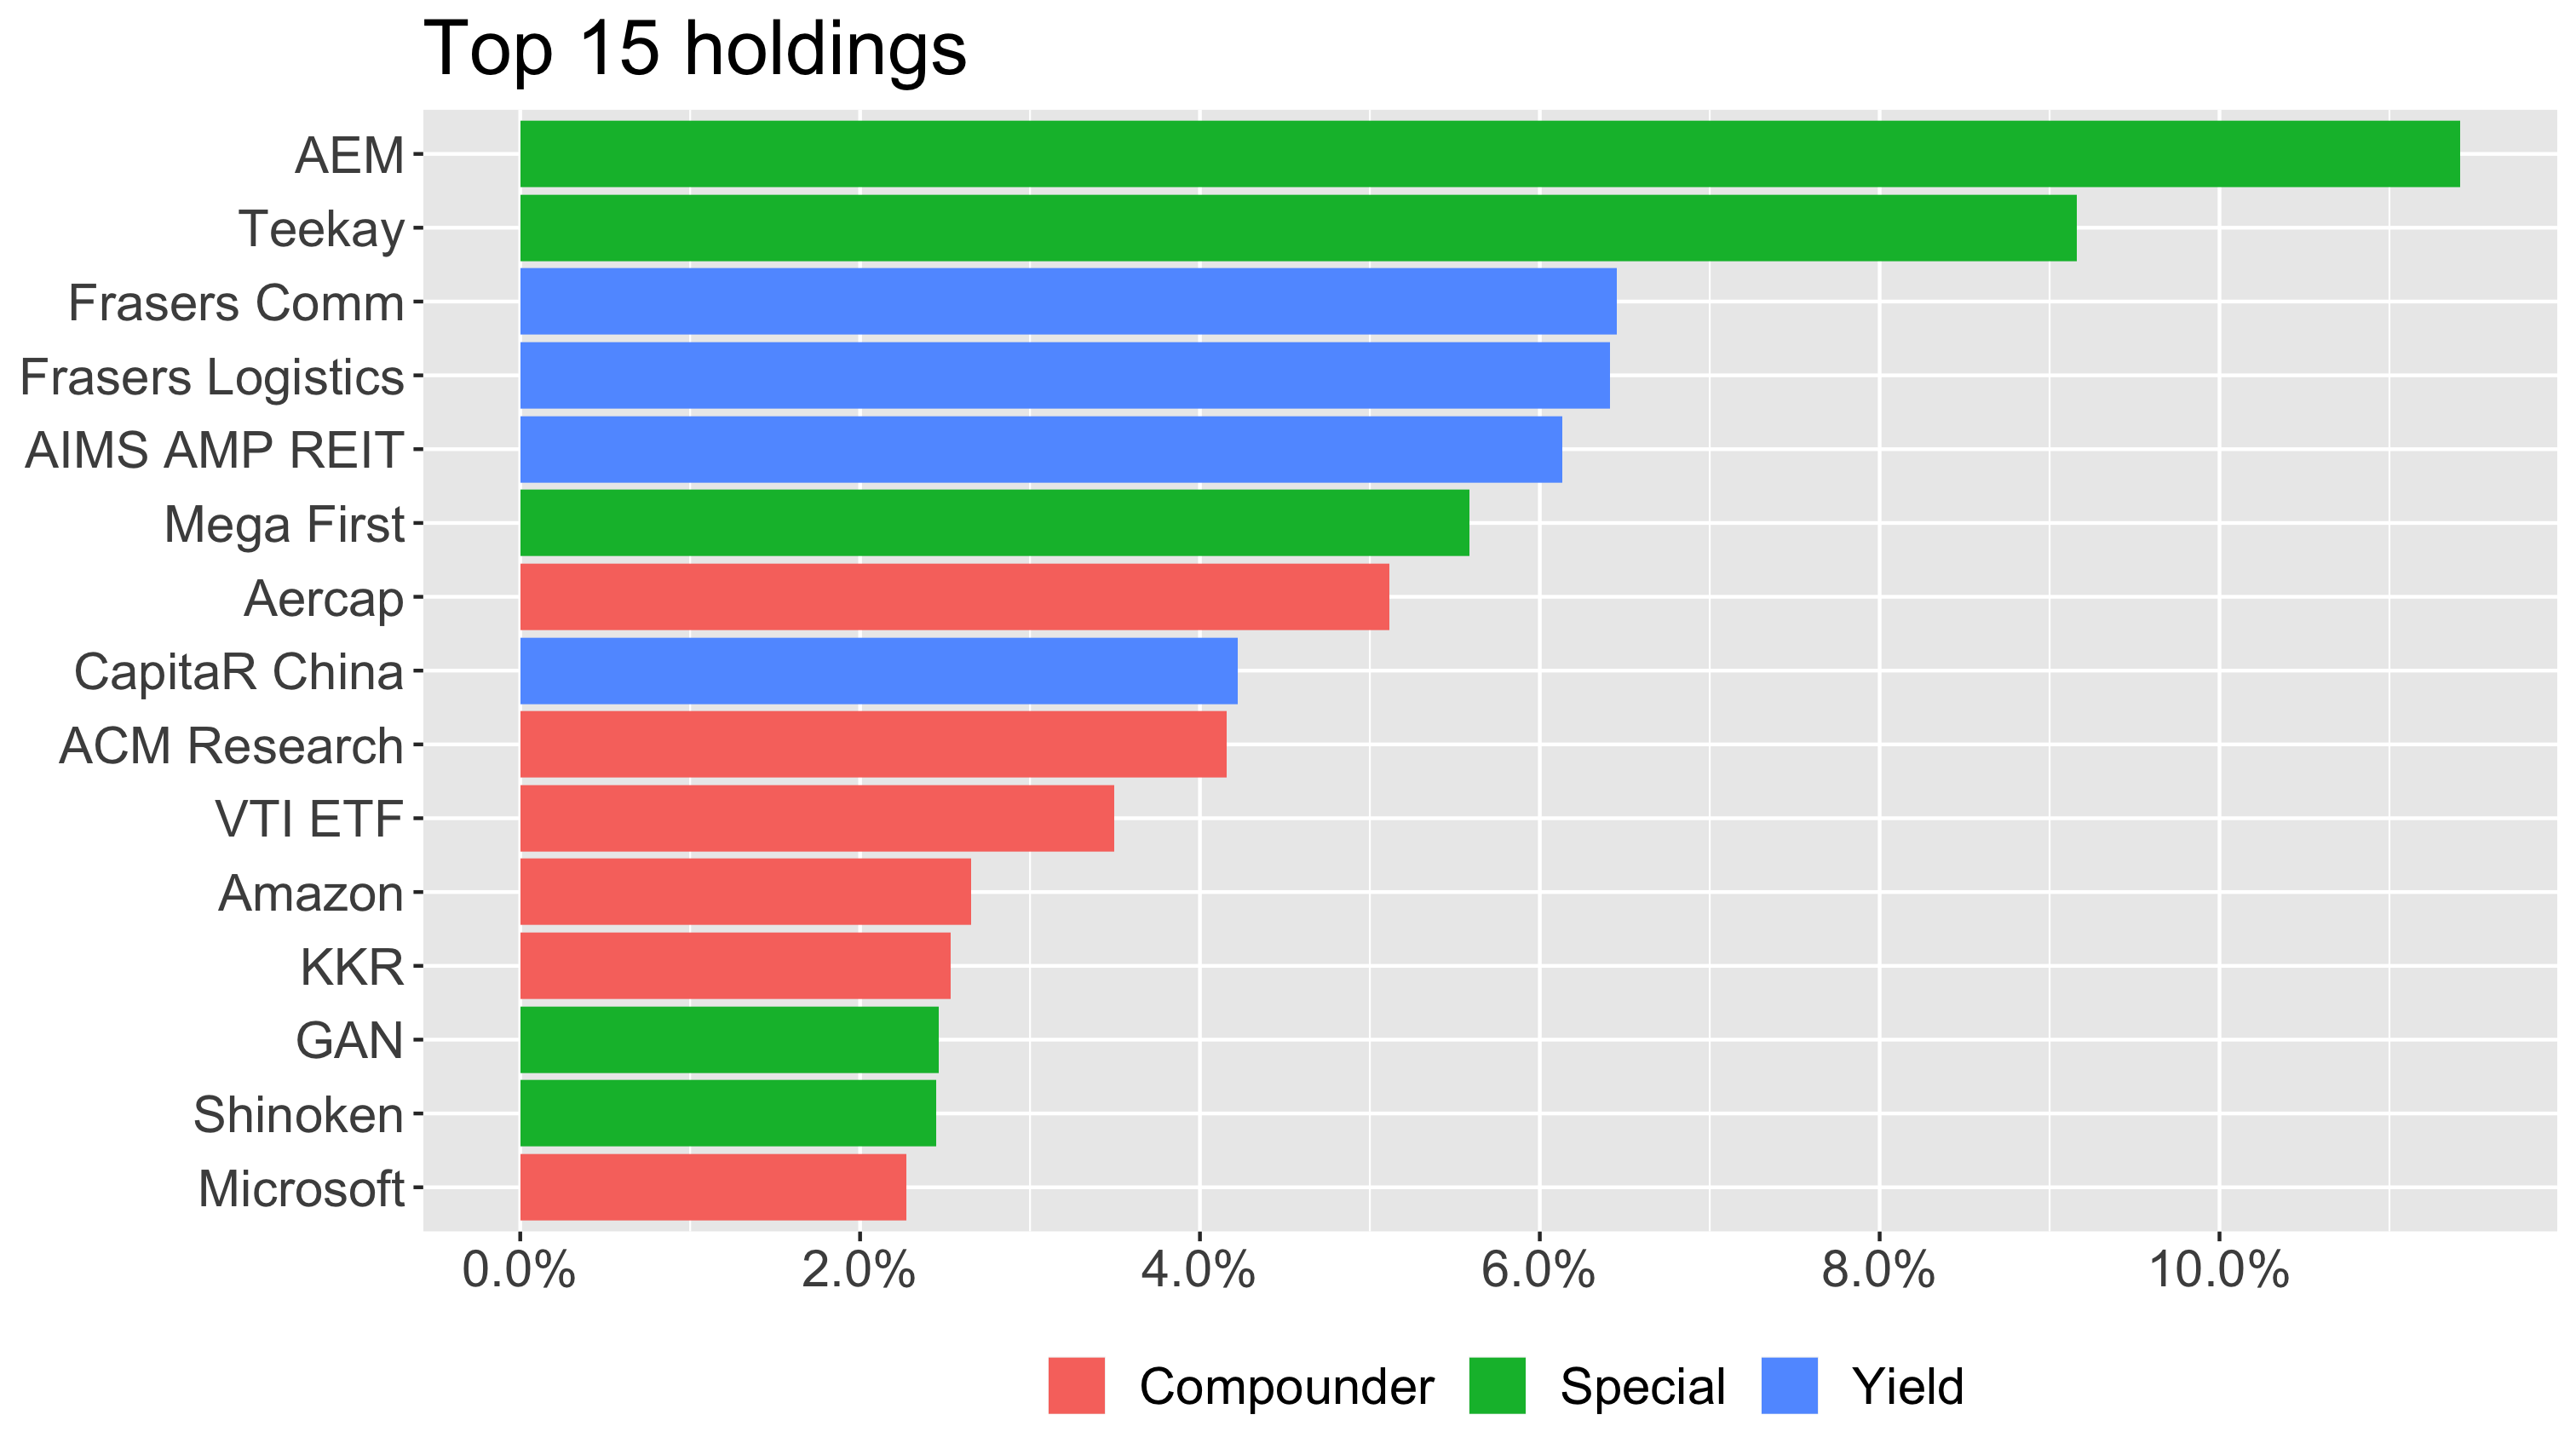 Top 15 holdings
AEM
Teekay
Frasers Comm
Frasers Logistics
AIMS AMP REIT
Mega First
Aercap
CapitaR China
ACM Research
VTI ETF
Amazon
KKR
GAN
Shinoken
Microsoft
0.0% 2.0% 4.0% 6.0% 8.0% 10.0%
Compounder Special Yield